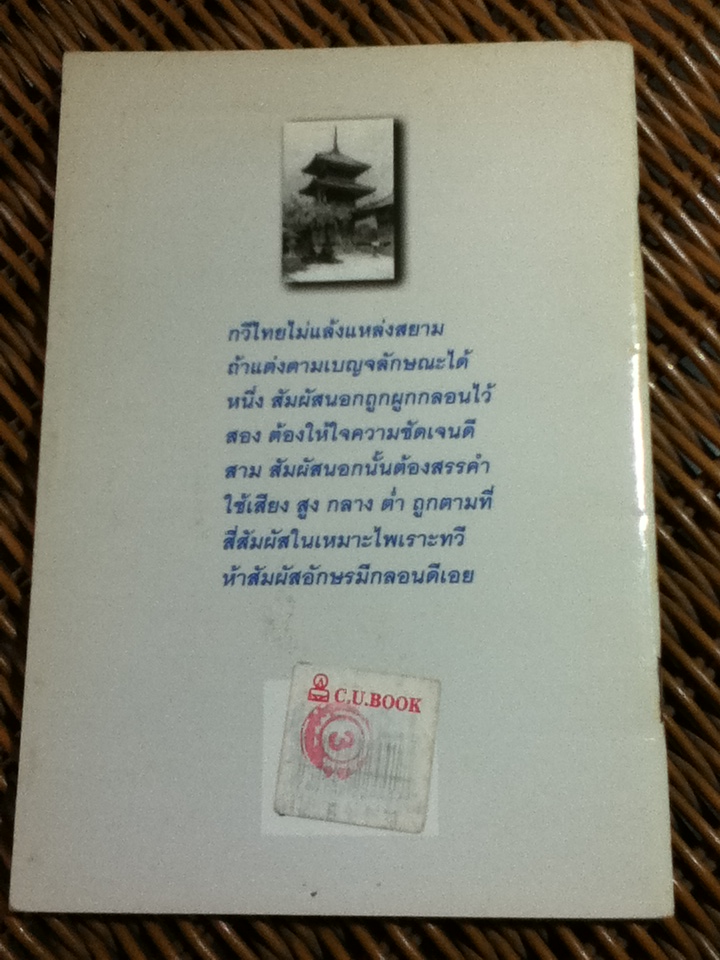 กวีไทยไม่แล้งแหล่งสยาม
ถ้าแต่งตามเบญจลักษณะได้
หนึ่ง สัมผัสนอกถูกผูกกลอนไว้
สอง ต้องให้ใจความชัดเจนดี
สาม สัมผัสนอกนั้นต้องสรรคำ
ใช้เสียง สูง กลาง ต่ำ ถูกตามที่
สี่สัมผัสในเหมาะไพเราะทวี
ห้าสัมผัสอักษรมีกลอนดีเอย
C.U.BOOK
3